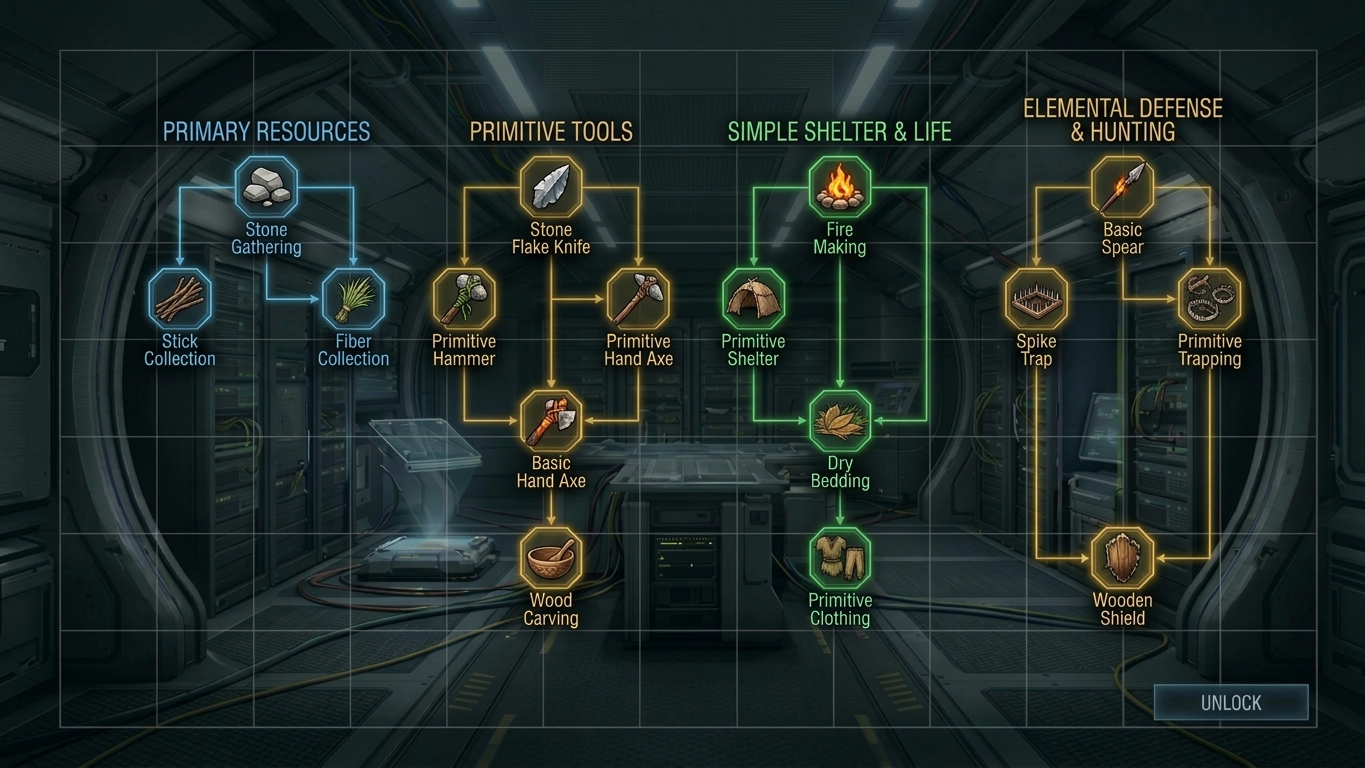 PRIMARY RESOURCES
Stone
Gathering
Stick
Collection
Fiber
Collection
PRIMITIVE TOOLS
Stone
Flake Knife
Primitive
Hammer
Primitive
Hand Axe
Basic
Hand Axe
Wood
Carving
SIMPLE SHELTER & LIFE
Fire
Making
Primitive
Shelter
Dry
Bedding
Primitive
Clothing
ELEMENTAL DEFENSE
& HUNTING
Basic
Spear
Spike
Trap
Primitive
Trapping
Wooden
Shield
UNLOCK